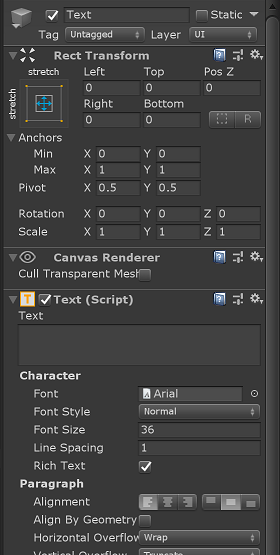 Text Static
Tag Untagged Layer UI
Rect Transform
stretch Left Top Pos Z
stretch 0 0 0
Right Bottom
0 0 R
Anchors
Min X 0 Y 0
Max X 1 Y 1
Pivot X 0.5 Y 0.5
Rotation X 0 Y 0 Z 0
Scale X 1 Y 1 Z 1
Canvas Renderer
Cull Transparent Mesh
T Text (Script)
Text
Character
Font Arial
Font Style Normal
Font Size 36
Line Spacing 1
Rich Text
Paragraph
Alignment
Align By Geometry
Horizontal Overflow Wrap
Vertical Overflow Truncate